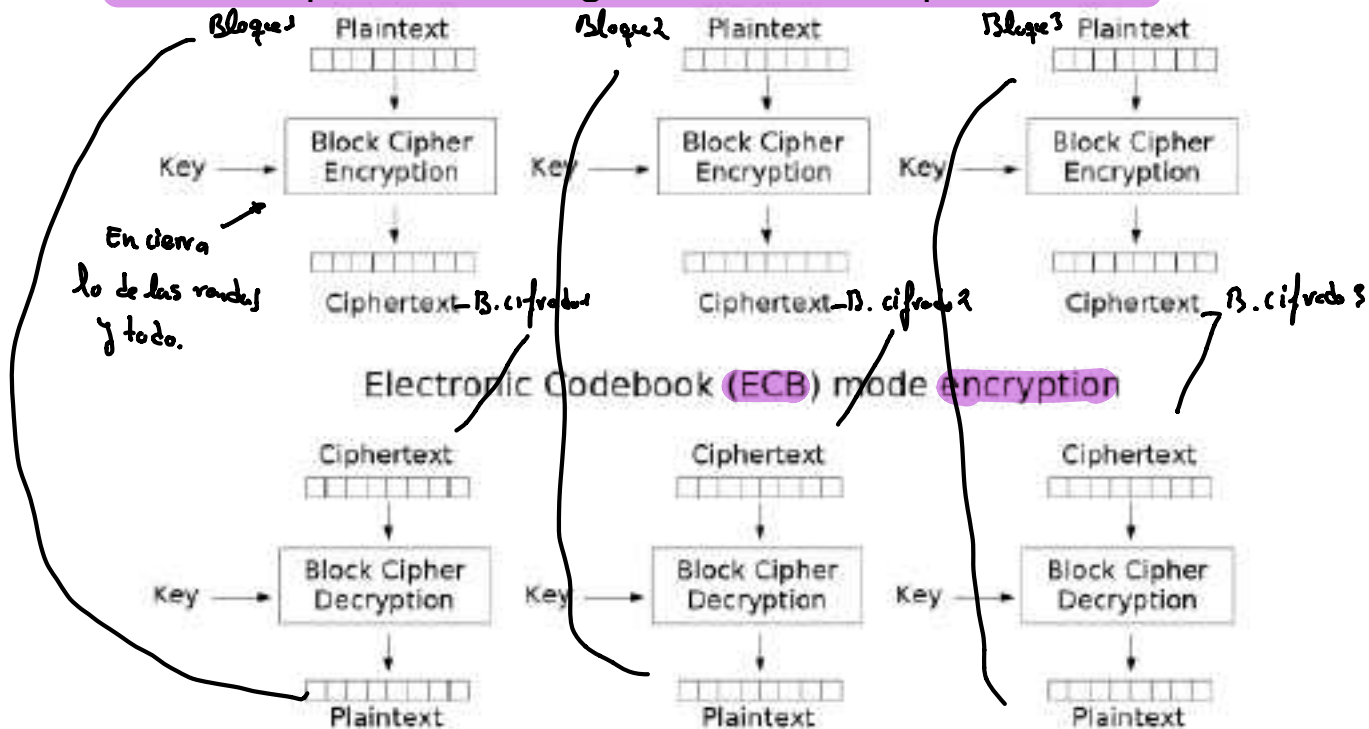 Bloque1 Plaintext Bloque2 Plaintext Bloque3 Plaintext
Key Block Cipher Encryption Key Block Cipher Encryption Key Block Cipher Encryption
Encierra
lo de las rondas
y todo.
Ciphertext B. cifrado1 Ciphertext B. cifrado2 Ciphertext B. cifrado3
Electronic Codebook (ECB) mode encryption
Ciphertext Ciphertext Ciphertext
Key Block Cipher Decryption Key Block Cipher Decryption Key Block Cipher Decryption
Plaintext Plaintext Plaintext